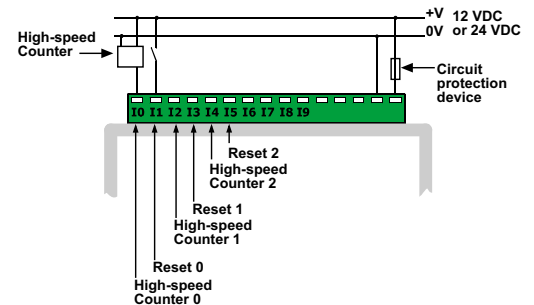 +V 12 VDC
0V or 24 VDC
High-speed
Counter
Circuit
protection
device
I0 I1 I2 I3 I4 I5 I6 I7 I8 I9
Reset 2
High-speed
Counter 2
Reset 1
High-speed
Counter 1
Reset 0
High-speed
Counter 0